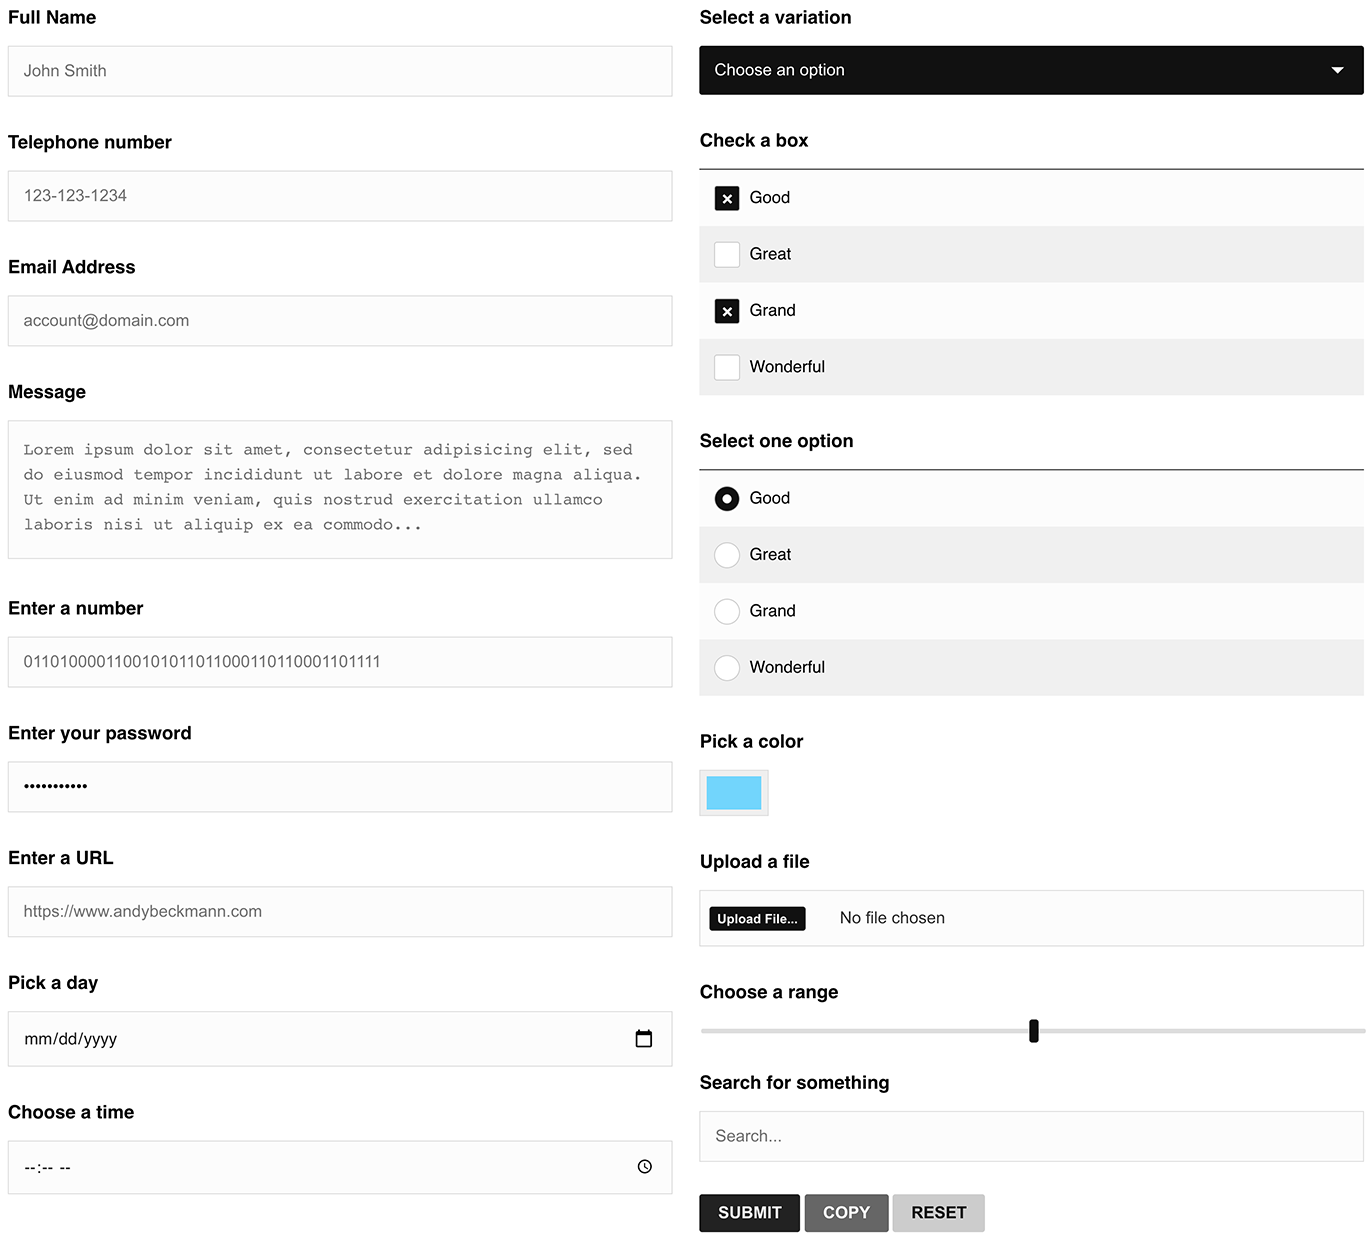 Full Name
John Smith
Telephone number
123-123-1234
Email Address
account@domain.com
Message
Lorem ipsum dolor sit amet, consectetur adipisicing elit, sed
do eiusmod tempor incididunt ut labore et dolore magna aliqua.
Ut enim ad minim veniam, quis nostrud exercitation ullamco
laboris nisi ut aliquip ex ea commodo...
Enter a number
0110100001100101011011000110110001101111
Enter your password
•••••••••••
Enter a URL
https://www.andybeckmann.com
Pick a day
mm/dd/yyyy
Choose a time
--:-- --
Select a variation
Choose an option
Check a box
Good
Great
Grand
Wonderful
Select one option
Good
Great
Grand
Wonderful
Pick a color
Upload a file
Upload File... No file chosen
Choose a range
Search for something
Search...
SUBMIT COPY RESET